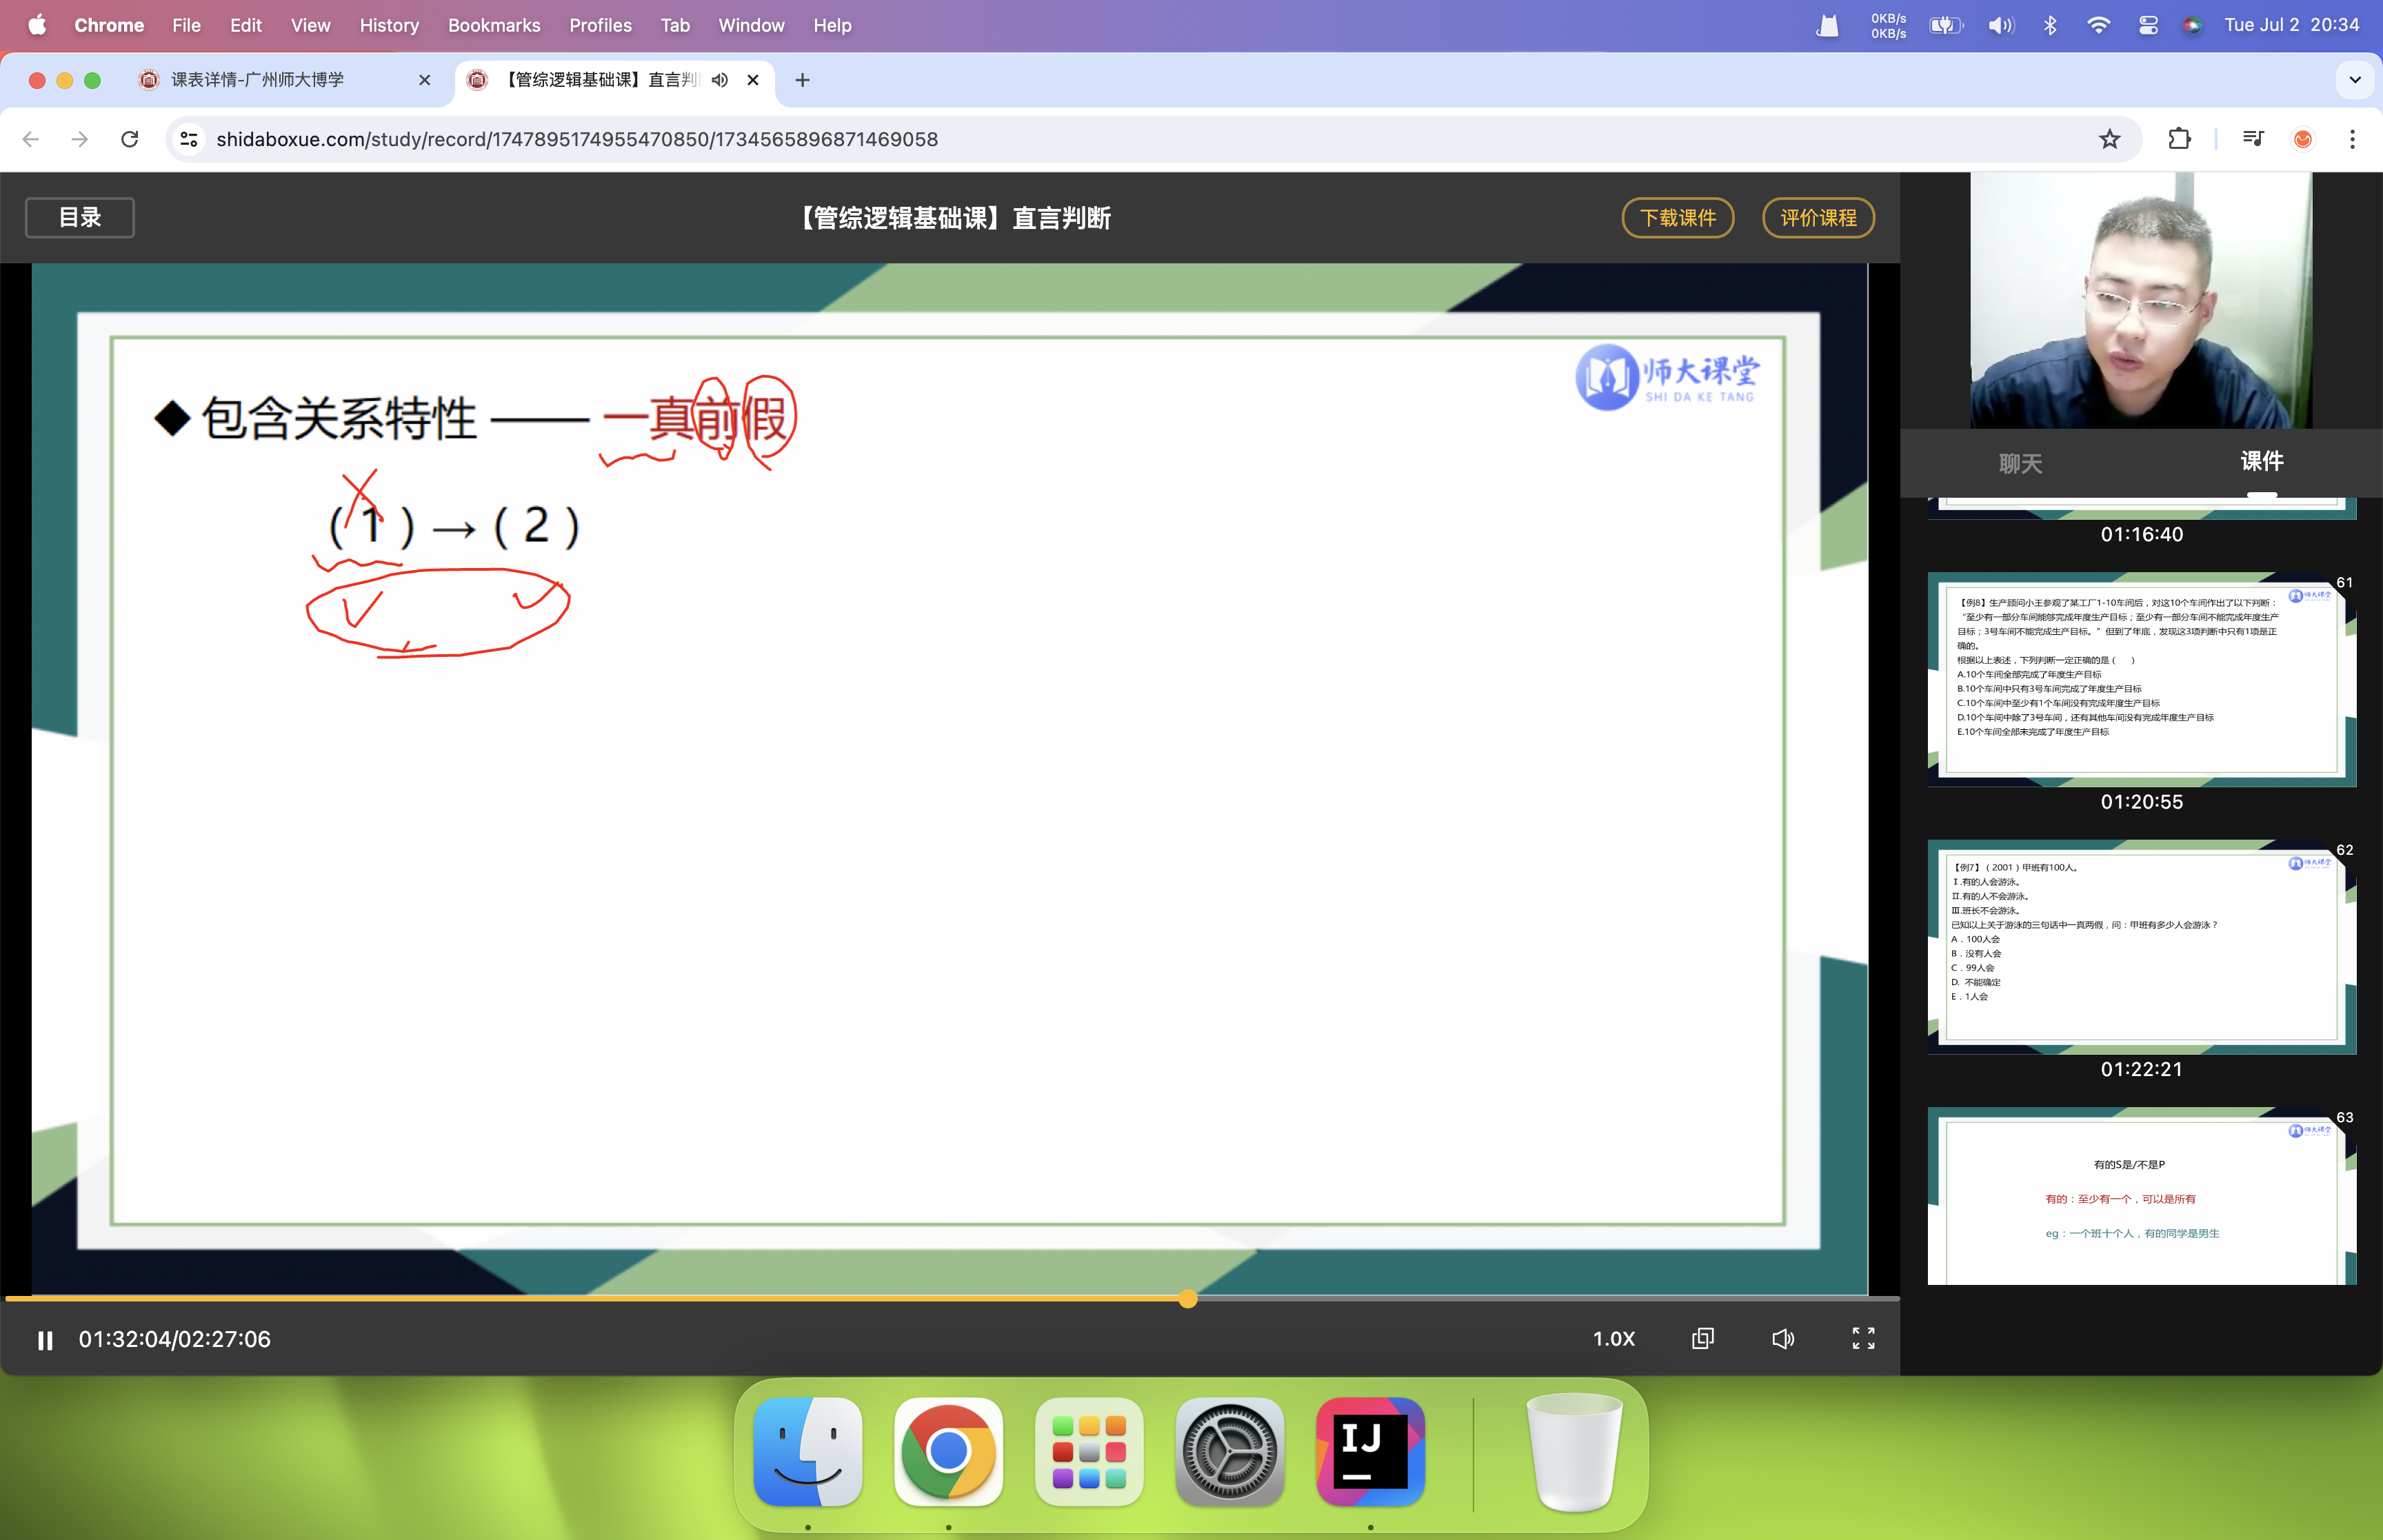 Chrome File Edit View History Bookmarks Profiles Tab Window Help
0KB/s
0KB/s
Tue Jul 2 20:34
课表详情-广州师大博学
【管综逻辑基础课】直言判
shidaboxue.com/study/record/1747895174955470850/1734565896871469058
目录
【管综逻辑基础课】直言判断
下载课件
评价课程
师大课堂
SHI DA KE TANG
◆包含关系特性 —— 一真前假
(1)→(2)
聊天
课件
01:16:40
61
师大课堂
【例8】生产顾问小王参观了某工厂1-10车间后，对这10个车间作出了以下判断：
“至少有一部分车间能够完成年度生产目标；至少有一部分车间不能完成年度生产
目标；3号车间不能完成生产目标。”但到了年底，发现这3项判断中只有1项是正
确的。
根据以上表述，下列判断一定正确的是（ ）
A.10个车间全部完成了年度生产目标
B.10个车间中只有3号车间完成了年度生产目标
C.10个车间中至少有1个车间没有完成年度生产目标
D.10个车间中除了3号车间，还有其他车间没有完成年度生产目标
E.10个车间全部未完成了年度生产目标
01:20:55
62
师大课堂
【例7】（2001）甲班有100人。
Ⅰ.有的人会游泳。
Ⅱ.有的人不会游泳。
Ⅲ.班长不会游泳。
已知以上关于游泳的三句话中一真两假，问：甲班有多少人会游泳？
A．100人会
B．没有人会
C．99人会
D. 不能确定
E．1人会
01:22:21
63
师大课堂
有的S是/不是P
有的：至少有一个，可以是所有
eg：一个班十个人，有的同学是男生
01:32:04/02:27:06
1.0X
IJ